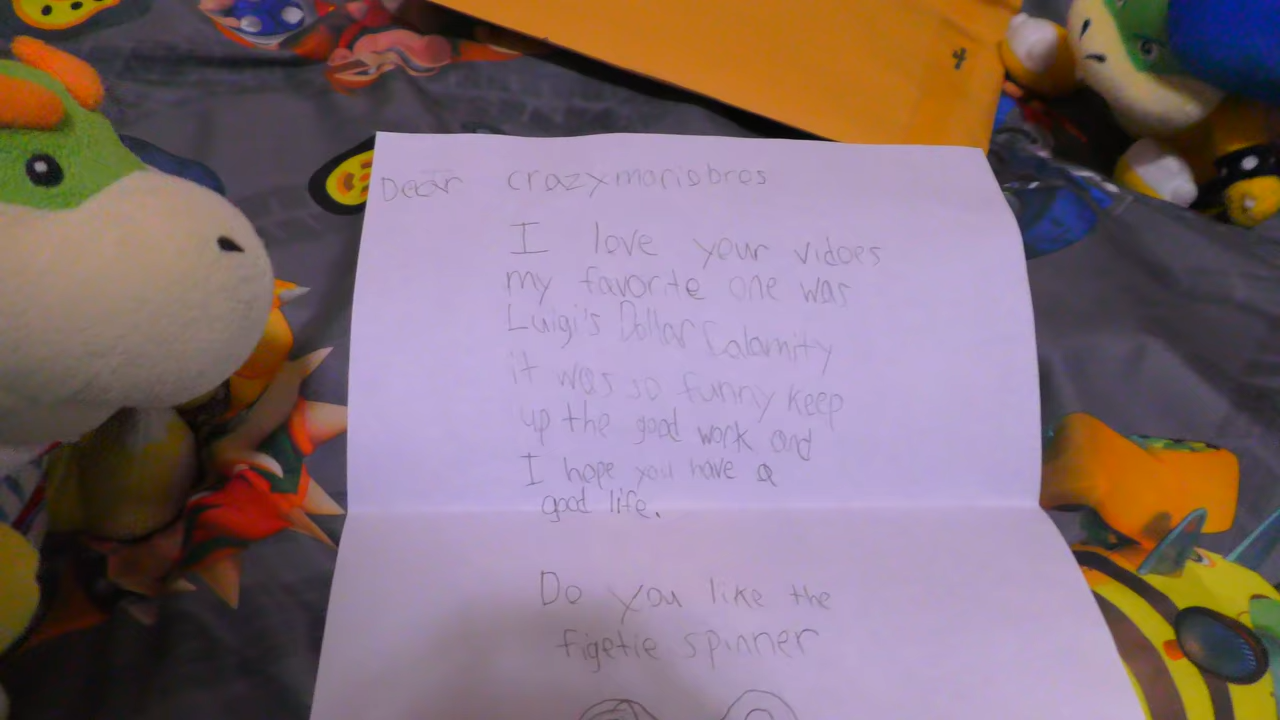 Dear crazymariobros
I love your vidoes
my favorite one was
Luigi's Dollar Calamity
it was so funny keep
up the good work and
I hope you have a
good life.
Do you like the
figetie spinner
4